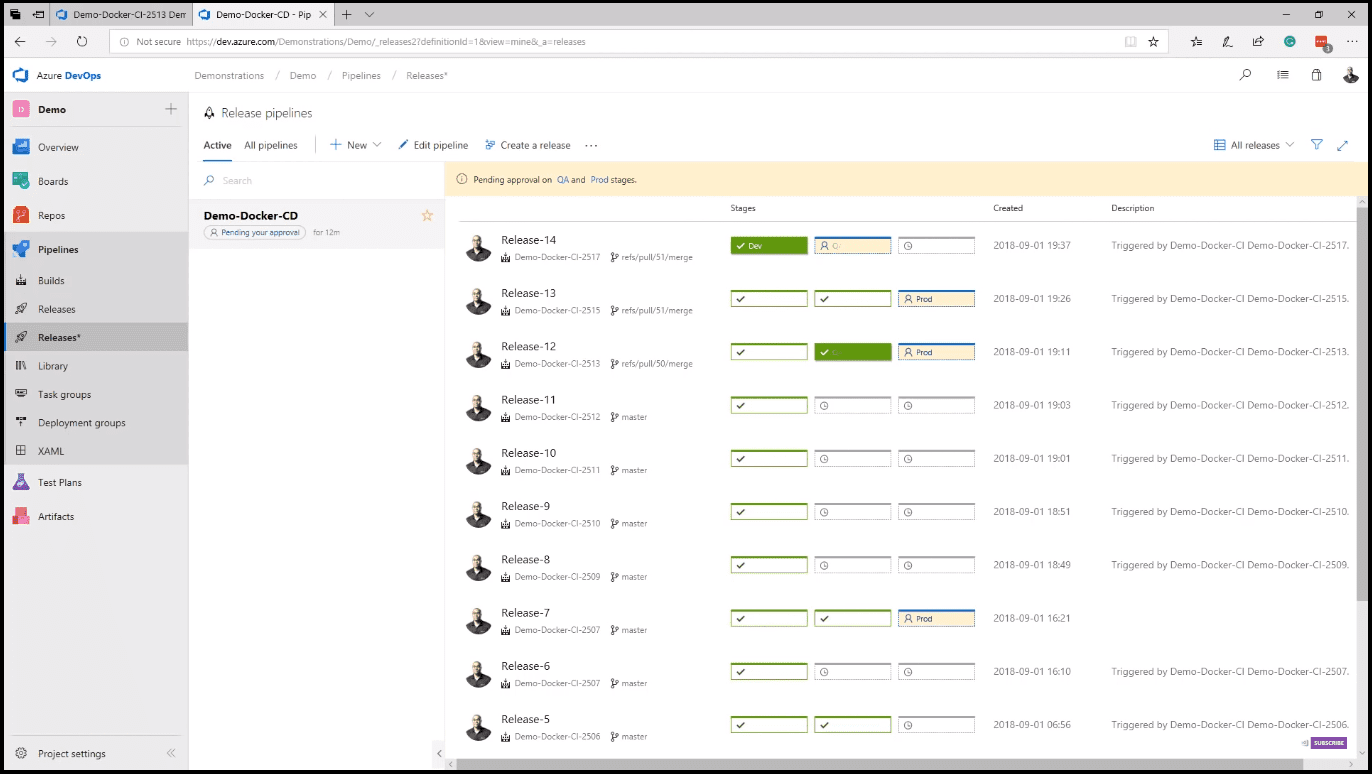 Demo-Docker-CI-2513 Dem
Demo-Docker-CD - Pip
Not secure https://dev.azure.com/Demonstrations/Demo/_releases2?definitionId=1&view=mine&_a=releases
3
Azure DevOps
Demonstrations / Demo / Pipelines / Releases*
D Demo
Release pipelines
Overview
Active All pipelines New Edit pipeline Create a release ... All releases
Boards
Search
Pending approval on QA and Prod stages.
Repos
Demo-Docker-CD
Pending your approval for 12m
Stages Created Description
Pipelines
Builds
Releases
Releases*
Library
Task groups
Deployment groups
XAML
Test Plans
Artifacts
Release-14
Dev 2018-09-01 19:37 Triggered by Demo-Docker-CI Demo-Docker-CI-2517.
Demo-Docker-CI-2517 refs/pull/51/merge
Release-13
Prod 2018-09-01 19:26 Triggered by Demo-Docker-CI Demo-Docker-CI-2515.
Demo-Docker-CI-2515 refs/pull/51/merge
Release-12
Prod 2018-09-01 19:11 Triggered by Demo-Docker-CI Demo-Docker-CI-2513.
Demo-Docker-CI-2513 refs/pull/50/merge
Release-11
2018-09-01 19:03 Triggered by Demo-Docker-CI Demo-Docker-CI-2512.
Demo-Docker-CI-2512 master
Release-10
2018-09-01 19:01 Triggered by Demo-Docker-CI Demo-Docker-CI-2511.
Demo-Docker-CI-2511 master
Release-9
2018-09-01 18:51 Triggered by Demo-Docker-CI Demo-Docker-CI-2510.
Demo-Docker-CI-2510 master
Release-8
2018-09-01 18:49 Triggered by Demo-Docker-CI Demo-Docker-CI-2509.
Demo-Docker-CI-2509 master
Release-7
Prod 2018-09-01 16:21
Demo-Docker-CI-2507 master
Release-6
2018-09-01 16:10 Triggered by Demo-Docker-CI Demo-Docker-CI-2507.
Demo-Docker-CI-2507 master
Release-5
2018-09-01 06:56 Triggered by Demo-Docker-CI Demo-Docker-CI-2506.
Demo-Docker-CI-2506 master
SUBSCRIBE
Project settings